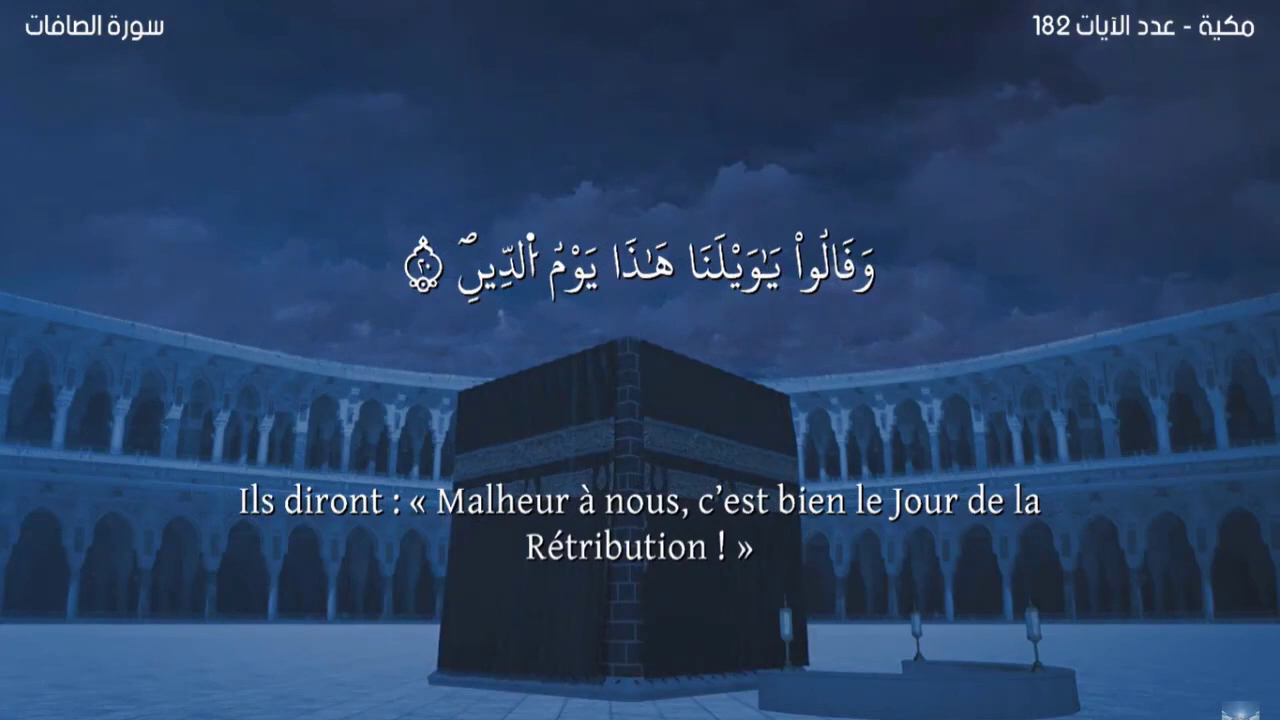 سورة الصافات
مكية - عدد الآيات 182
وَقَالُواْ يَٰوَيْلَنَا هَٰذَا يَوْمُ اُ۬لدِّينِۖ ٢٠
Ils diront : « Malheur à nous, c’est bien le Jour de la
Rétribution ! »